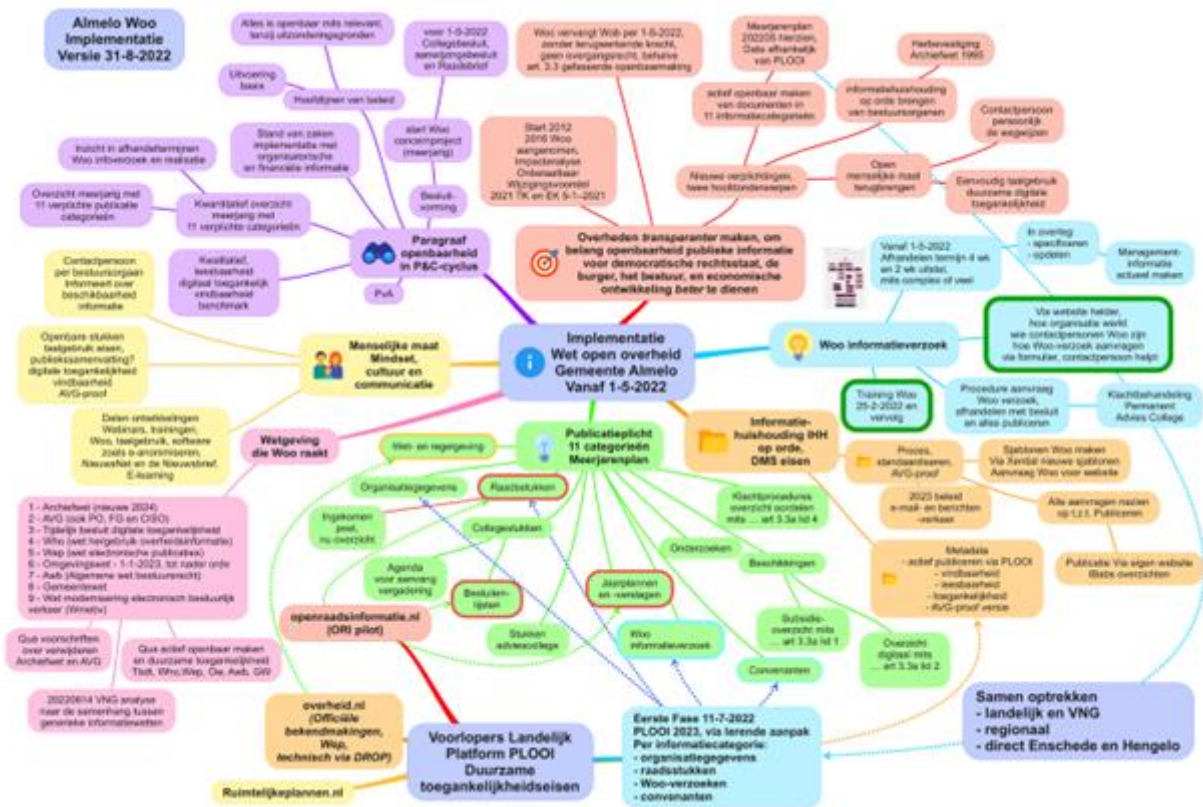 Almelo Woo
Implementatie
Versie 31-8-2022
Alles is openbaar mits relevant,
tenzij uitzonderingsgronden
Uitvoering
basis
Hoofdlijnen van beleid
voor 1-5-2022
Collegebesluit,
aanwijzingsbesluit
en Raadsbrief
start Woo
concernproject
(meerjarig)
Besluit-
vorming
Stand van zaken
implementatie met
organisatorische
en financiële informatie
Inzicht in afhandeltermijnen
Woo infoverzoek en realisatie
Overzicht meerjarig met
11 verplichte publicatie
categorieën
Kwantitatief overzicht
meerjarig met
11 verplichte categorieën
Kwalitatief,
leesbaarheid
digitaal toegankelijk
vindbaarheid
benchmark
Paragraaf
openbaarheid
in P&C-cyclus
PvA
Woo vervangt Wob per 1-5-2022,
zonder terugwerkende kracht,
geen overgangsrecht, behalve
art. 3.3 gefaseerde openbaarmaking
Start 2012
2016 Woo
aangenomen,
Impactanalyse
Onbetaalbaar
Wijzigingsvoorstel
2021 TK en EK 5-1--2021
Meerjarenplan
202205 herzien,
Data afhankelijk
van PLOOI
actief openbaar maken
van documenten in
11 informatiecategorieën
Herbevestiging
Archiefwet 1995
informatiehuishouding
op orde brengen
van bestuursorganen
Contactpersoon
persoonlijk
de wegwijzen
Nieuwe verplichtingen,
twee hoofdonderwerpen
Open
menselijke maat
terugbrengen
Eenvoudig taalgebruik
duurzame digitale
toegankelijkheid
Overheden transparanter maken, om
belang openbaarheid publieke informatie
voor democratische rechtsstaat, de
burger, het bestuur, en economische
ontwikkeling beter te dienen
Vanaf 1-5-2022
Afhandelen termijn 4 wk
en 2 wk uitstel,
mits complex of veel
In overleg
- specificeren
- opdelen
Management-
informatie
actueel maken
Via website helder,
hoe organisatie werkt
wie contactpersonen Woo zijn
hoe Woo-verzoek aanvragen
via formulier, contactpersoon helpt
Woo informatieverzoek
Training Woo
25-2-2022 en
vervolg
Procedure aanvraag
Woo verzoek,
afhandelen met besluit
en alles publiceren
Klachtbehandeling
Permanent
Advies College
Contactpersoon
per bestuursorgaan
Informeert over
beschikbaarheid
informatie
Openbare stukken
taalgebruik eisen,
publiekssamenvatting?
digitale toegankelijkheid
vindbaarheid
AVG-proof
Menselijke maat
Mindset,
cultuur en
communicatie
Delen ontwikkelingen
Webinars, trainingen,
Woo, taalgebruik, software
zoals e-anonimiseren,
NieuwsNet en de Nieuwsbrief.
E-learning
Implementatie
Wet open overheid
Gemeente Almelo
Vanaf 1-5-2022
Wetgeving
die Woo raakt
1 - Archiefwet (nieuwe 2024)
2 - AVG (ook PO, FG en CISO)
3 - Tijdelijk besluit digitale toegankelijkheid
4 - Who (wet hergebruik overheidsinformatie)
5 - Wep (wet electronische publicaties)
6 - Omgevingswet - 1-1-2023, tot nader orde
7 - Awb (Algemene wet bestuursrecht)
8 - Gemeentewet
9 - Wet modernisering electronisch bestuurlijk
verkeer (Wmebv)
Qua voorschriften
over verwijderen
Archiefwet en AVG
Qua actief openbaar maken
en duurzame toegankelijkheid
Tbdt, Who,Wep, Ow, Awb, GW
20220614 VNG analyse
naar de samenhang tussen
generieke informatiewetten
Publicatieplicht
11 categorieën
Meerjarenplan
Wet- en regelgeving
Organisatiegegevens
Raadsstukken
Ingekomen
post,
nu overzicht
Collegestukken
Agenda
voor aanvang
vergadering
Besluiten-
lijsten
Stukken
adviescollege
Jaarplannen
en -verslagen
Woo
informatieverzoek
Convenanten
Onderzoeken
Klachtprocedures
overzicht oordelen
mits ... art 3.3a lid 4
Beschikkingen
Subsidie-
overzicht mits
... art 3.3a lid 1
Overzicht
digitaal mits
... art 3.3a lid 2
Informatie-
huishouding IHH
op orde,
DMS eisen
Proces,
standaardiseren,
AVG-proof
Sjablonen Woo maken
Via Xential nieuwe sjablonen
Aanvraag Woo voor website
2023 beleid
e-mail- en berichten
-verkeer
Alle aanvragen nazien
op t.z.t. Publiceren
Publicatie Via eigen website
iBabs overzichten
Metadata
- actief publiceren via PLOOI
- vindbaarheid
- leesbaarheid
- toegankelijkheid
- AVG-proof versie
openraadsinformatie.nl
(ORI pilot)
overheid.nl
(Officiële
bekendmakingen,
Wep,
technisch via DROP)
Ruimtelijkeplannen.nl
Voorlopers Landelijk
Platform PLOOI
Duurzame
toegankelijkheidseisen
Eerste Fase 11-7-2022
PLOOI 2023, via lerende aanpak
Per informatiecategorie:
- organisatiegegevens
- raadsstukken
- Woo-verzoeken
- convenanten
Samen optrekken
- landelijk en VNG
- regionaal
- direct Enschede en Hengelo